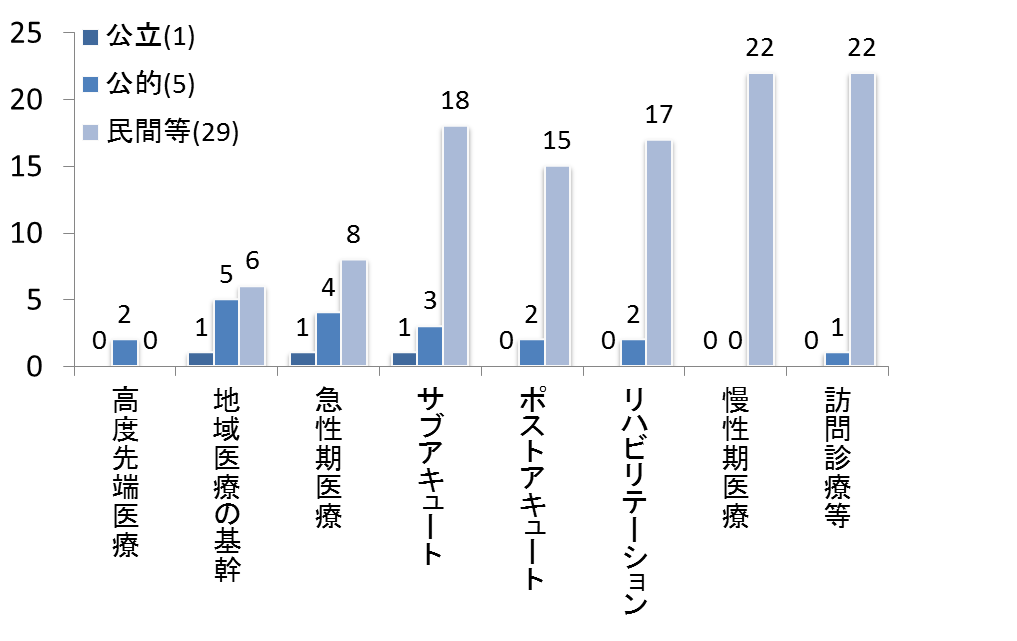 25
20
15
10
5
0
公立(1)
公的(5)
民間等(29)
0 2 0
1 5 6
1 4 8
1 3 18
0 2 15
0 2 17
0 0 22
0 1 22
高度先端医療
地域医療の基幹
急性期医療
サブアキュート
ポストアキュート
リハビリテーション
慢性期医療
訪問診療等